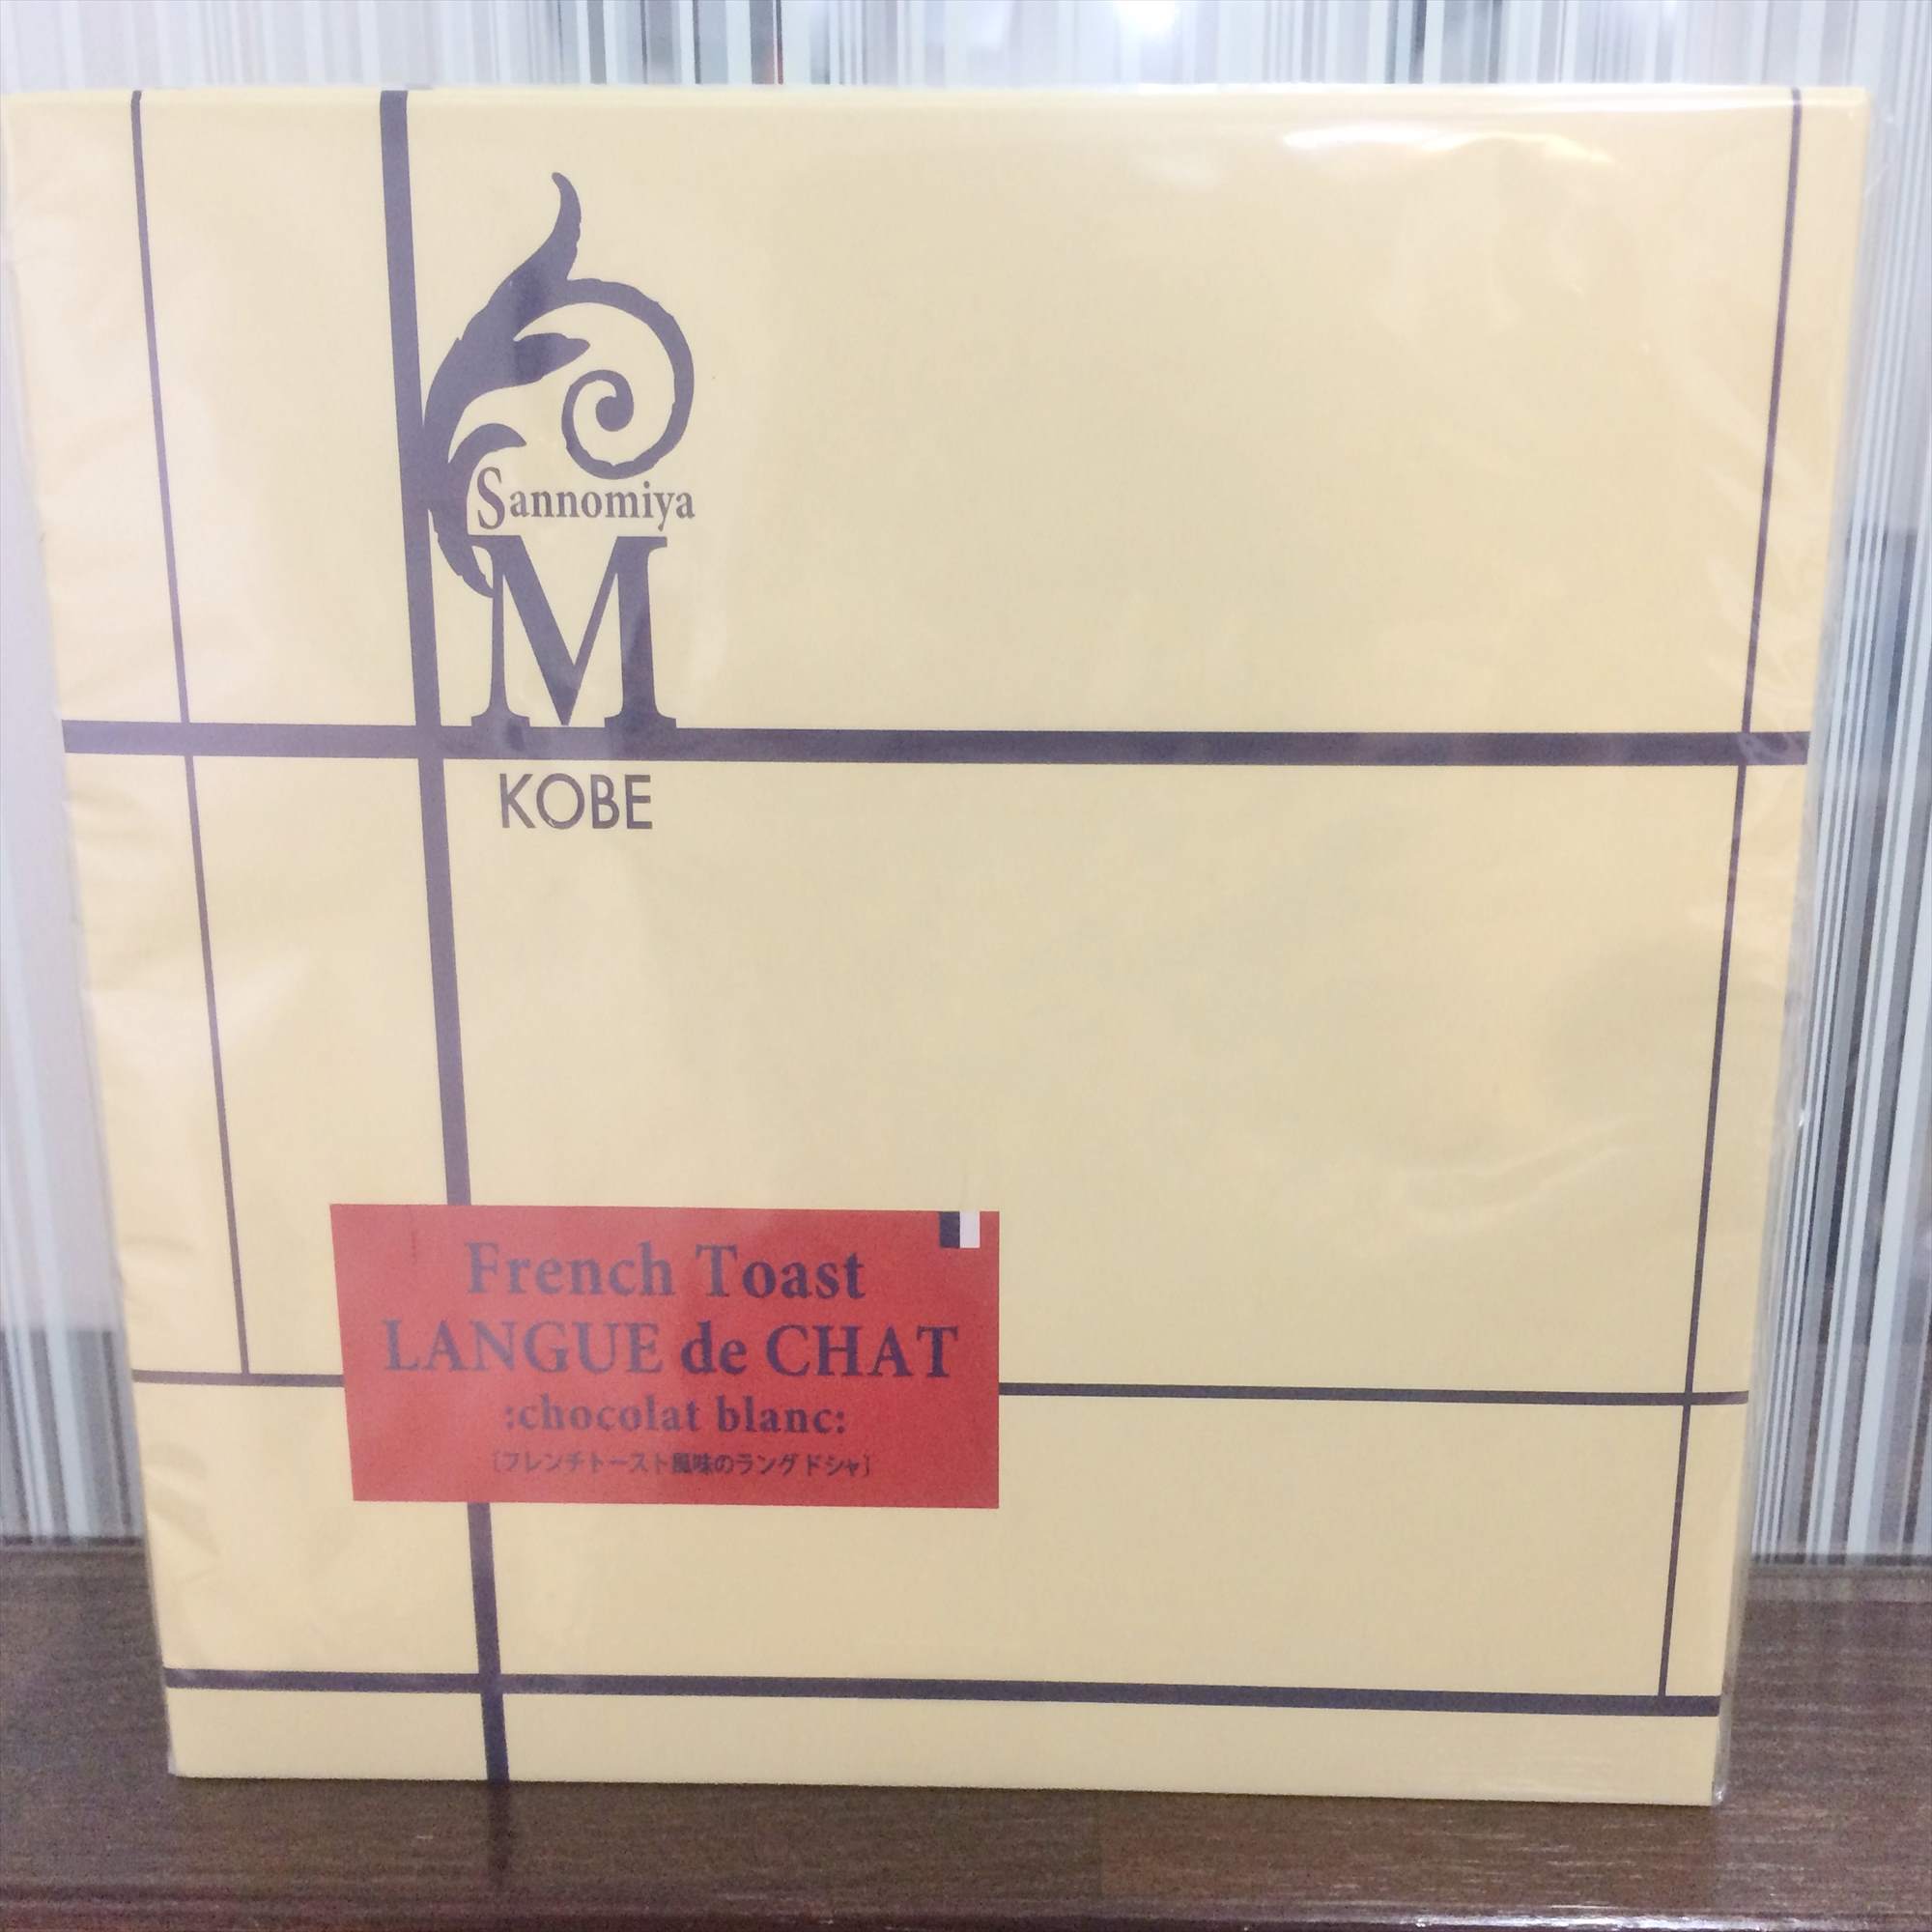 Sannomiya
M
KOBE
French Toast
LANGUE de CHAT
:chocolat blanc:
〔フレンチトースト風味のラングドシャ〕